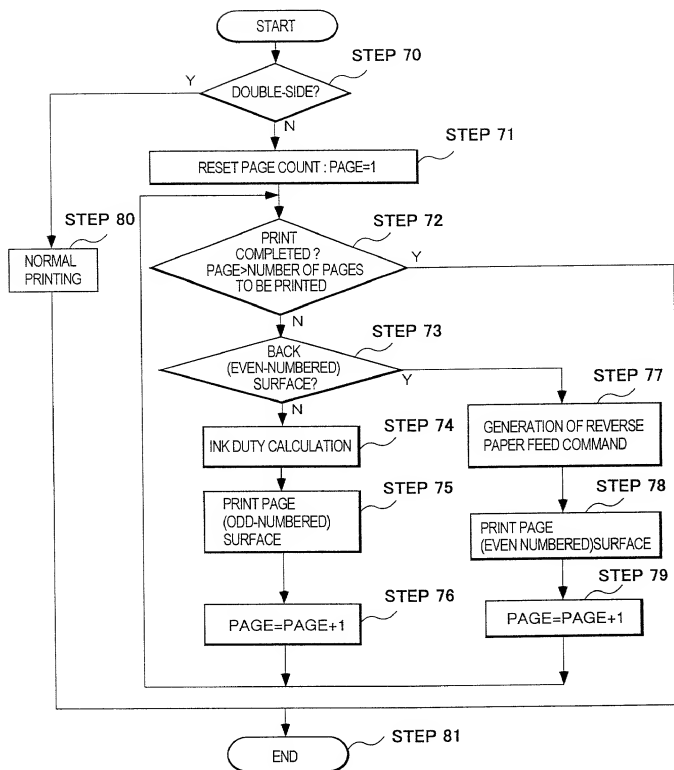 START
STEP 70
Y
DOUBLE-SIDE?
N
STEP 71
RESET PAGE COUNT : PAGE=1
STEP 80
NORMAL
PRINTING
STEP 72
PRINT
COMPLETED ?
PAGE>NUMBER OF PAGES
TO BE PRINTED
Y
N
STEP 73
BACK
(EVEN-NUMBERED)
SURFACE?
Y
N
STEP 77
GENERATION OF REVERSE
PAPER FEED COMMAND
STEP 74
INK DUTY CALCULATION
STEP 75
PRINT PAGE
(ODD-NUMBERED)
SURFACE
STEP 78
PRINT PAGE
(EVEN NUMBERED)SURFACE
STEP 76
PAGE=PAGE+1
STEP 79
PAGE=PAGE+1
STEP 81
END